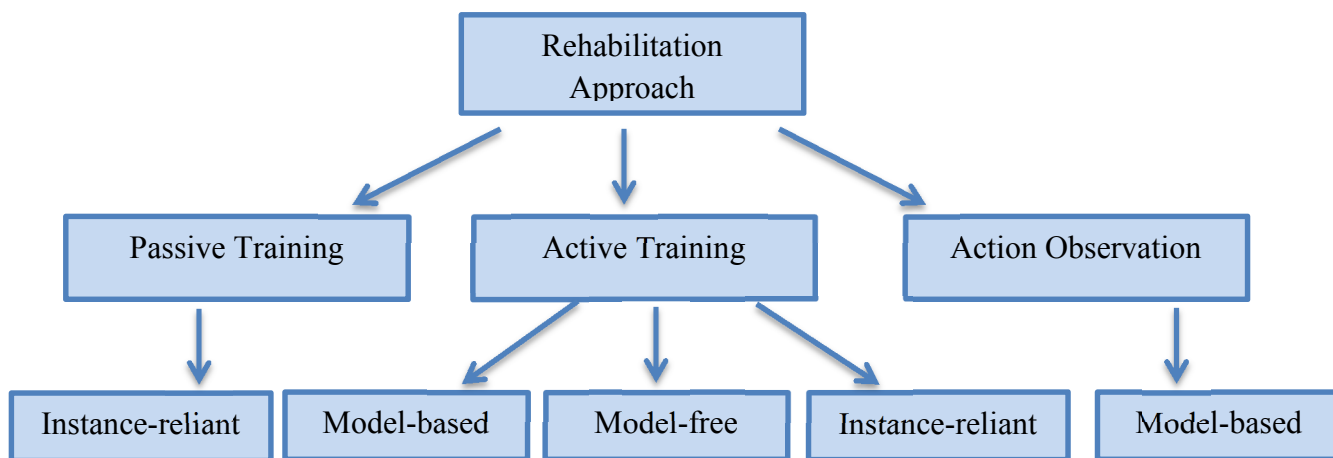 Rehabilitation
Approach
Passive Training
Active Training
Action Observation
Instance-reliant
Model-based
Model-free
Instance-reliant
Model-based